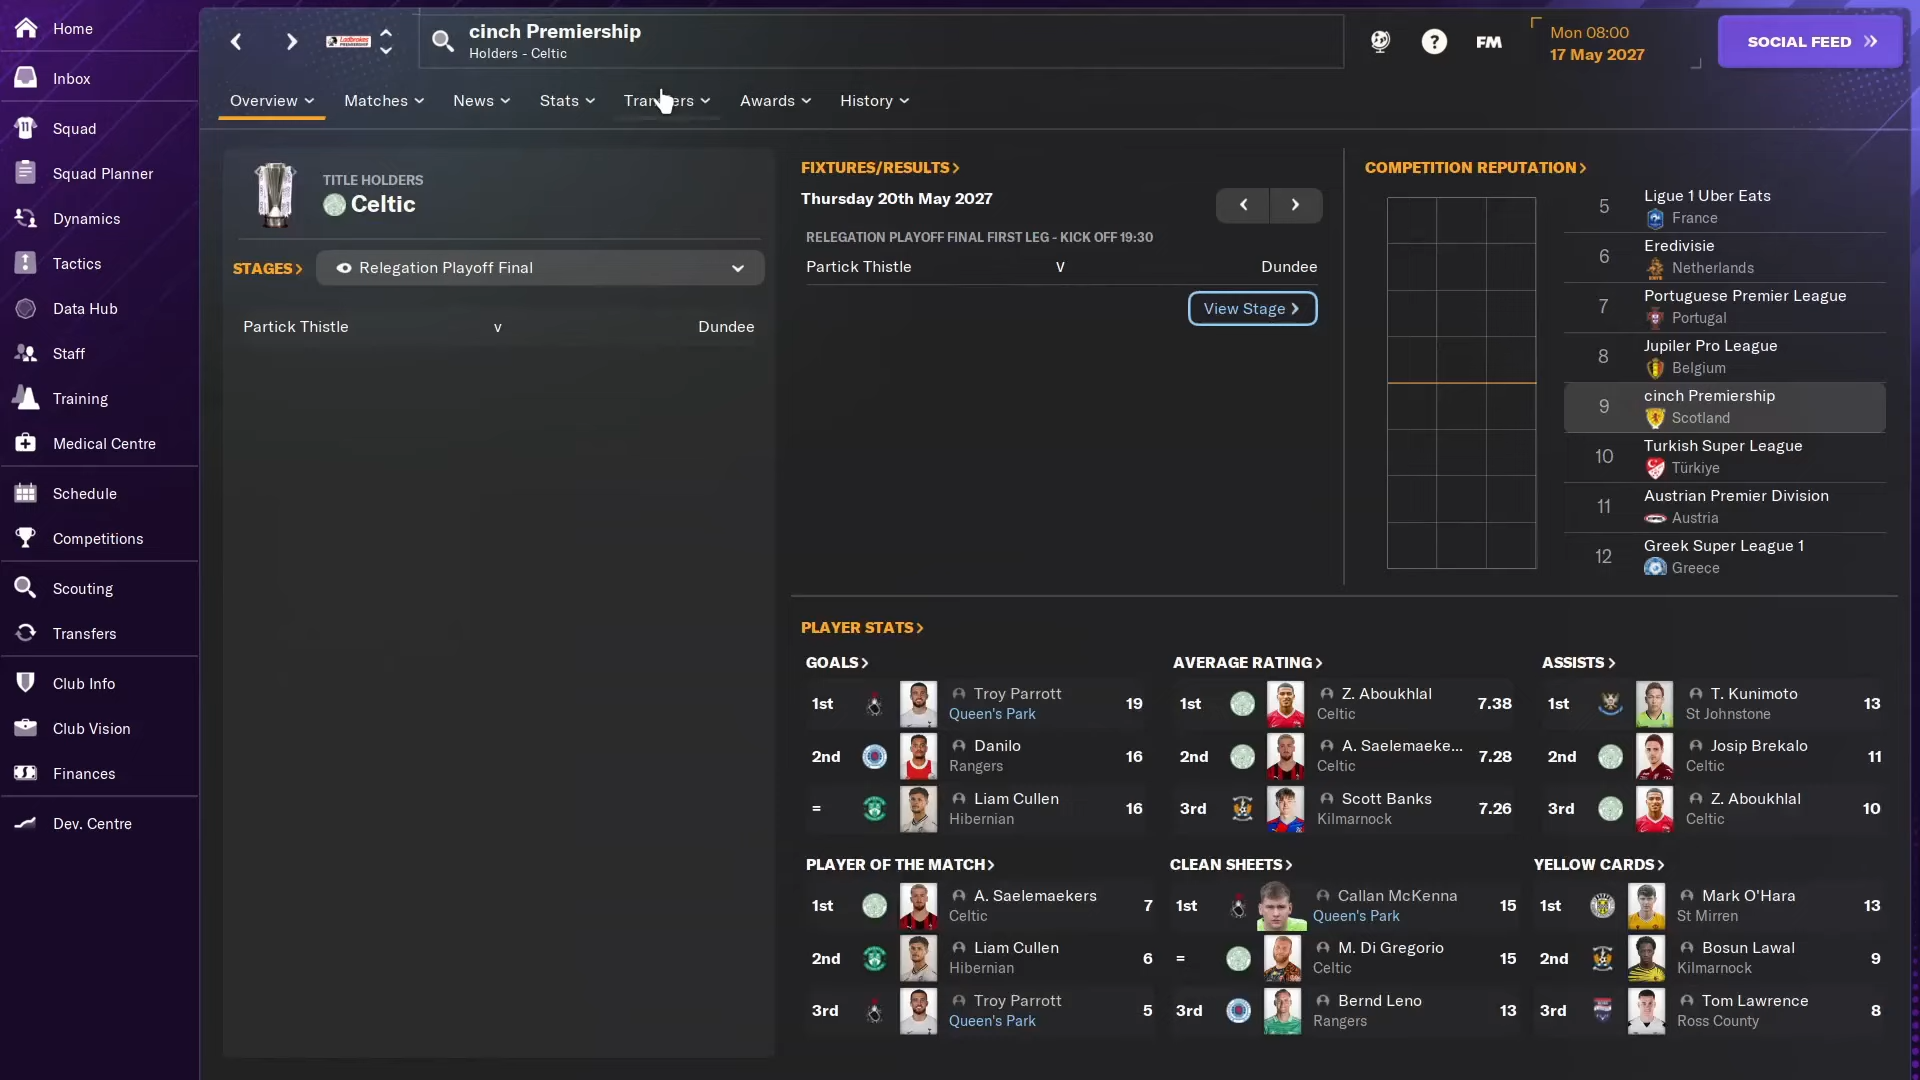 Home
Inbox
Squad
Squad Planner
Dynamics
Tactics
Data Hub
Staff
Training
Medical Centre
Schedule
Competitions
Scouting
Transfers
Club Info
Club Vision
Finances
Dev. Centre
cinch Premiership
Holders - Celtic
FM
Mon 08:00
17 May 2027
SOCIAL FEED
Overview Matches News Stats Transfers Awards History
TITLE HOLDERS
Celtic
STAGES Relegation Playoff Final
Partick Thistle v Dundee
FIXTURES/RESULTS
Thursday 20th May 2027
RELEGATION PLAYOFF FINAL FIRST LEG - KICK OFF 19:30
Partick Thistle V Dundee
View Stage
COMPETITION REPUTATION
5 Ligue 1 Uber Eats
France
6 Eredivisie
Netherlands
7 Portuguese Premier League
Portugal
8 Jupiler Pro League
Belgium
9 cinch Premiership
Scotland
10 Turkish Super League
Türkiye
11 Austrian Premier Division
Austria
12 Greek Super League 1
Greece
PLAYER STATS
GOALS
1st Troy Parrott 19
Queen's Park
2nd Danilo 16
Rangers
= Liam Cullen 16
Hibernian
AVERAGE RATING
1st Z. Aboukhlal 7.38
Celtic
2nd A. Saelemaeke... 7.28
Celtic
3rd Scott Banks 7.26
Kilmarnock
ASSISTS
1st T. Kunimoto 13
St Johnstone
2nd Josip Brekalo 11
Celtic
3rd Z. Aboukhlal 10
Celtic
PLAYER OF THE MATCH
1st A. Saelemaekers 7
Celtic
2nd Liam Cullen 6
Hibernian
3rd Troy Parrott 5
Queen's Park
CLEAN SHEETS
1st Callan McKenna 15
Queen's Park
= M. Di Gregorio 15
Celtic
3rd Bernd Leno 13
Rangers
YELLOW CARDS
1st Mark O'Hara 13
St Mirren
2nd Bosun Lawal 9
Kilmarnock
3rd Tom Lawrence 8
Ross County